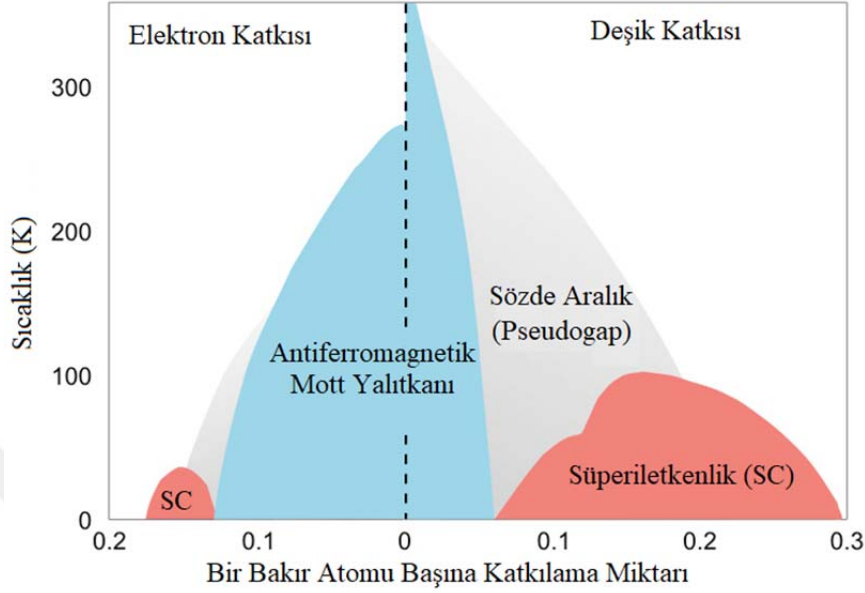 Elektron Katkısı
Deşik Katkısı
300
200
100
0
Sıcaklık (K)
Sözde Aralık
(Pseudogap)
Antiferromagnetik
Mott Yalıtkanı
SC
Süperiletkenlik (SC)
0.2
0.1
0
0.1
0.2
0.3
Bir Bakır Atomu Başına Katkılama Miktarı